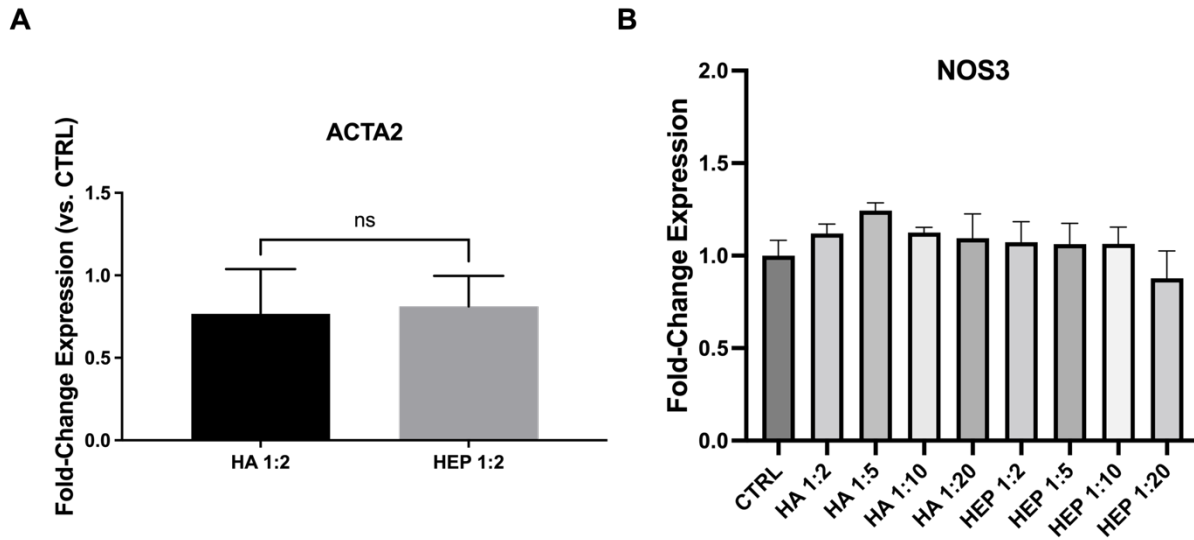 A
ACTA2
Fold-Change Expression (vs. CTRL)
1.5
1.0
0.5
0.0
ns
HA 1:2
HEP 1:2
B
NOS3
Fold-Change Expression
2.0
1.5
1.0
0.5
0.0
CTRL
HA 1:2
HA 1:5
HA 1:10
HA 1:20
HEP 1:2
HEP 1:5
HEP 1:10
HEP 1:20